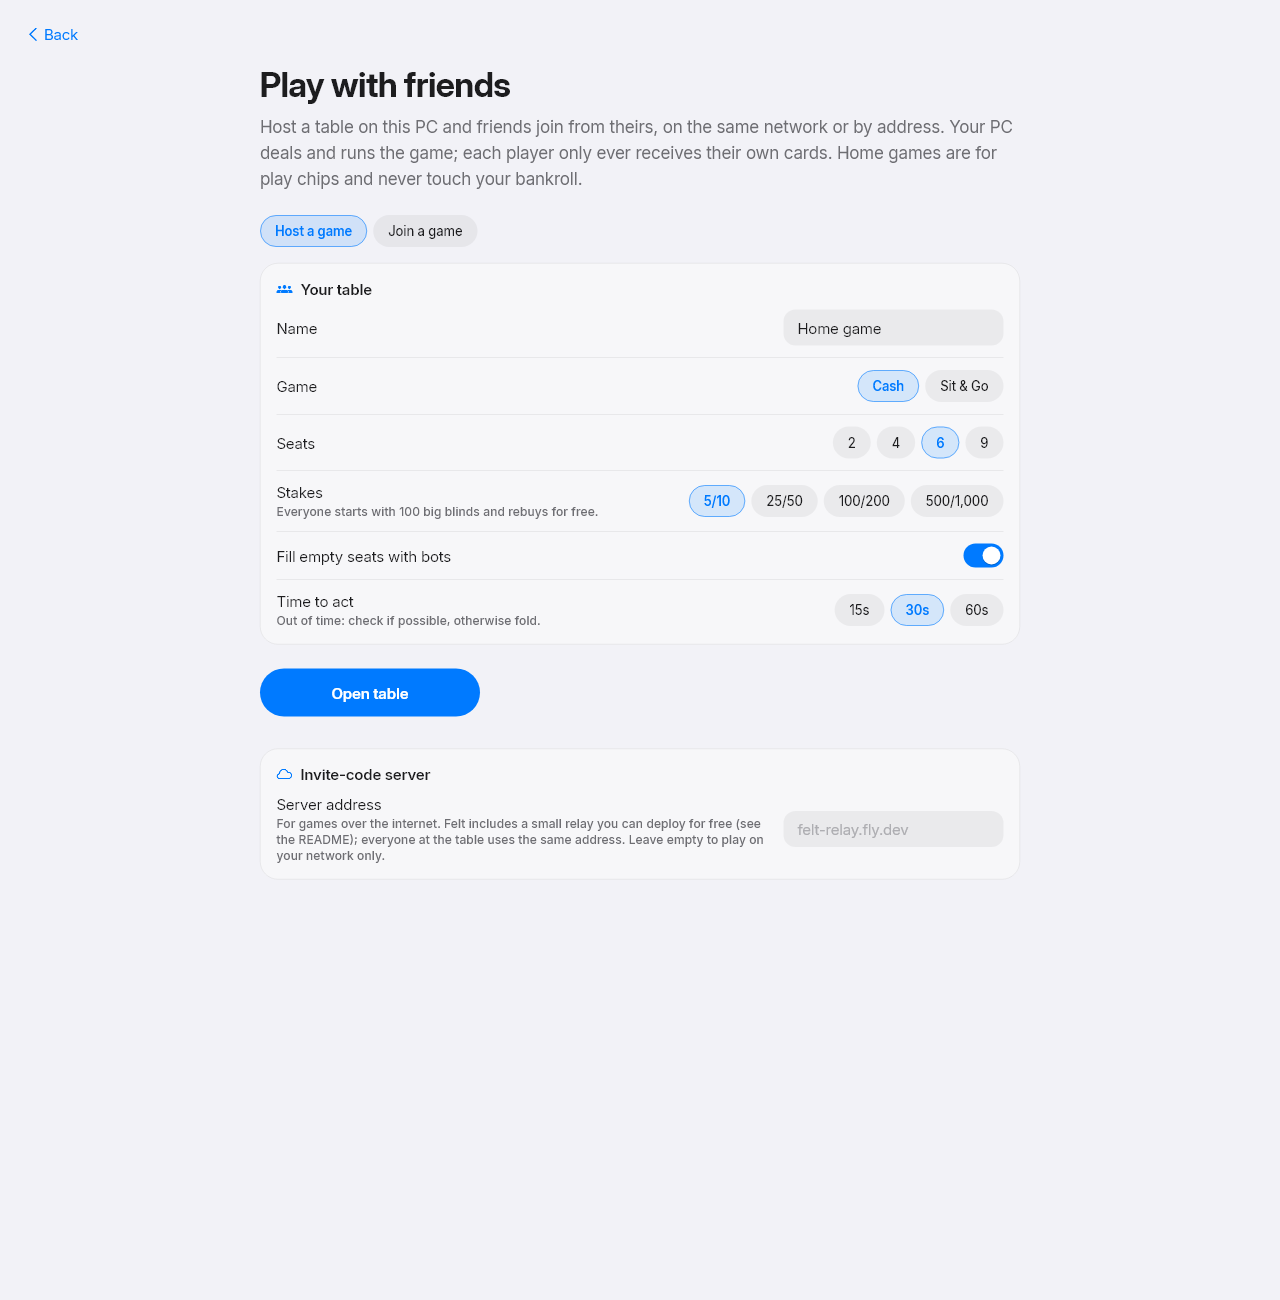 Back
Play with friends
Host a table on this PC and friends join from theirs, on the same network or by address. Your PC
deals and runs the game; each player only ever receives their own cards. Home games are for
play chips and never touch your bankroll.
Host a game Join a game
Your table
Name Home game
Game Cash Sit & Go
Seats 2 4 6 9
Stakes 5/10 25/50 100/200 500/1,000
Everyone starts with 100 big blinds and rebuys for free.
Fill empty seats with bots
Time to act 15s 30s 60s
Out of time: check if possible, otherwise fold.
Open table
Invite-code server
Server address
For games over the internet. Felt includes a small relay you can deploy for free (see
the README); everyone at the table uses the same address. Leave empty to play on
your network only.
felt-relay.fly.dev